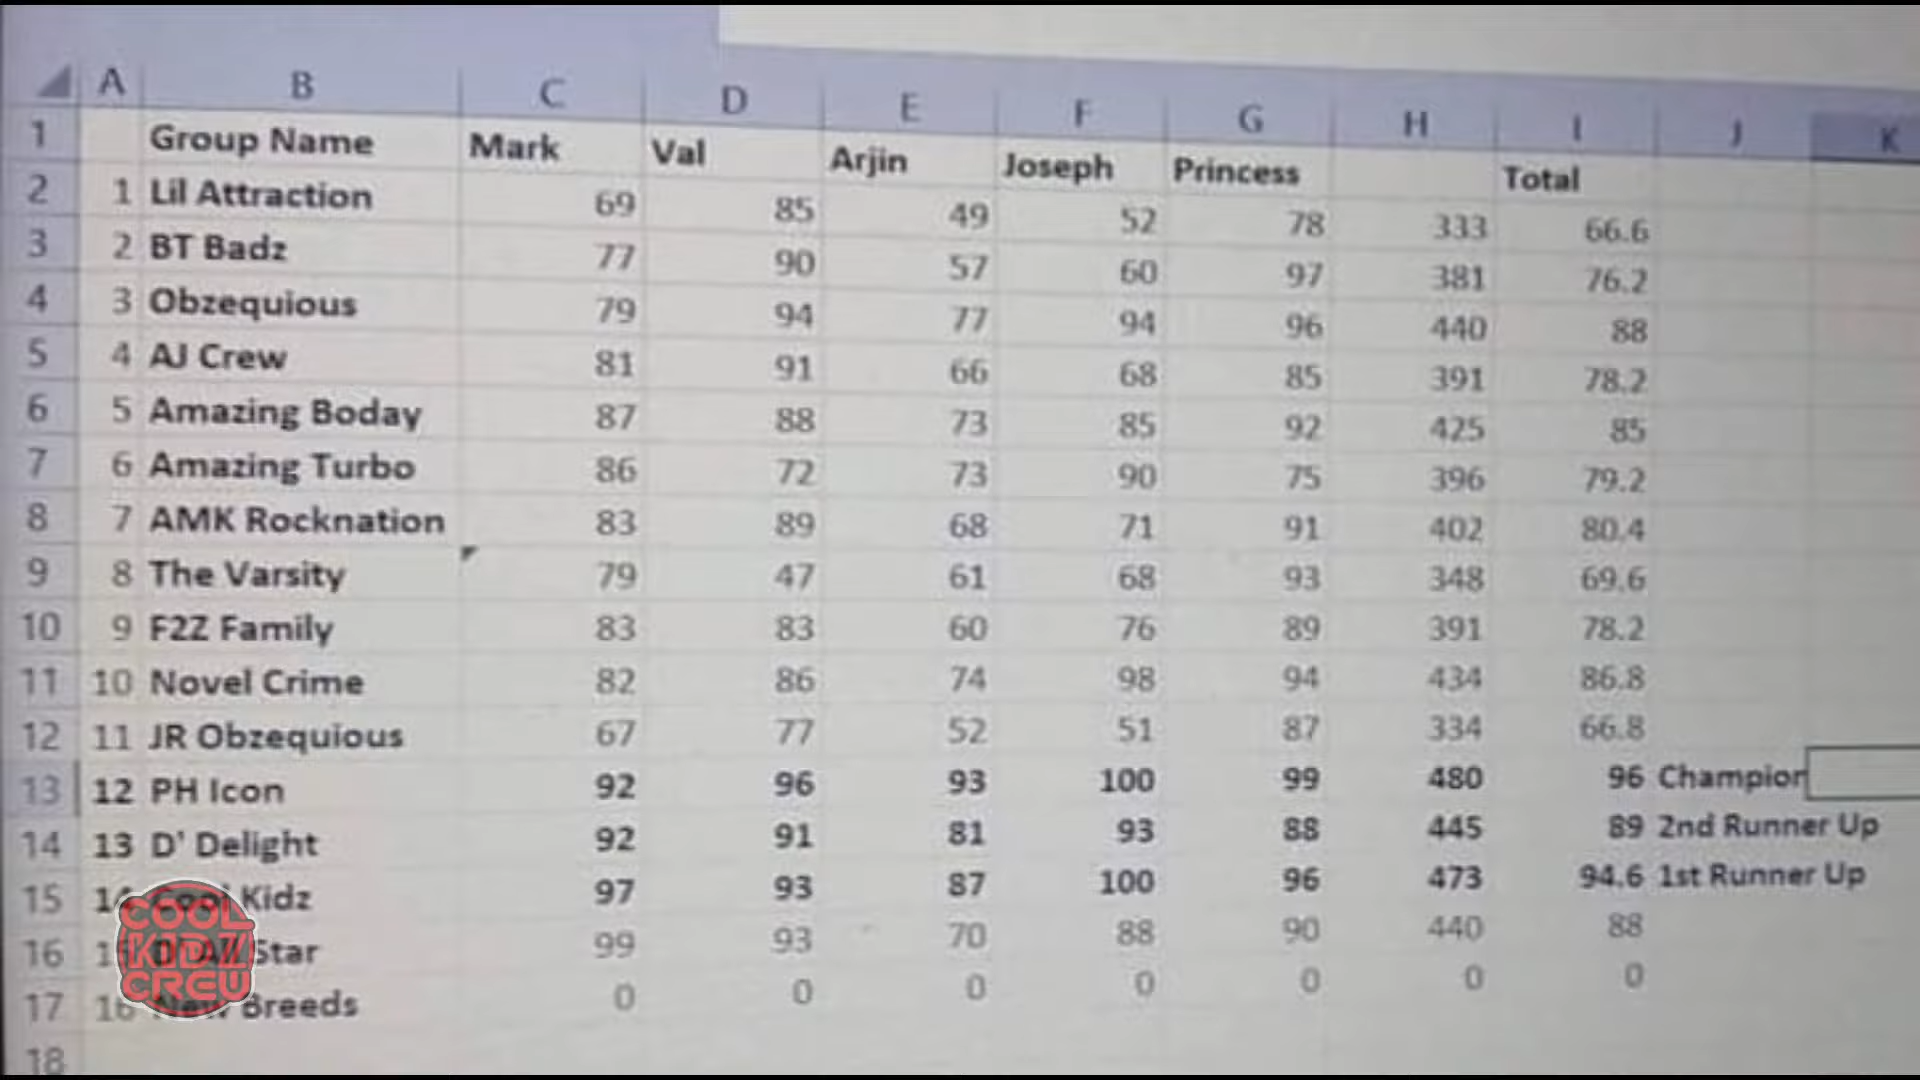 A B C D E F G H I J K
1 Group Name Mark Val Arjin Joseph Princess Total
2 1 Lil Attraction 69 85 49 52 78 333 66.6
3 2 BT Badz 77 90 57 60 97 381 76.2
4 3 Obzequious 79 94 77 94 96 440 88
5 4 AJ Crew 81 91 66 68 85 391 78.2
6 5 Amazing Boday 87 88 73 85 92 425 85
7 6 Amazing Turbo 86 72 73 90 75 396 79.2
8 7 AMK Rocknation 83 89 68 71 91 402 80.4
9 8 The Varsity 79 47 61 68 93 348 69.6
10 9 F2Z Family 83 83 60 76 89 391 78.2
11 10 Novel Crime 82 86 74 98 94 434 86.8
12 11 JR Obzequious 67 77 52 51 87 334 66.8
13 12 PH Icon 92 96 93 100 99 480 96 Champion
14 13 D' Delight 92 91 81 93 88 445 89 2nd Runner Up
15 14 Cool Kidz 97 93 87 100 96 473 94.6 1st Runner Up
16 15 Star 99 93 70 88 90 440 88
17 16 New Breeds 0 0 0 0 0 0 0
18
COOL
KIDZ
CREW